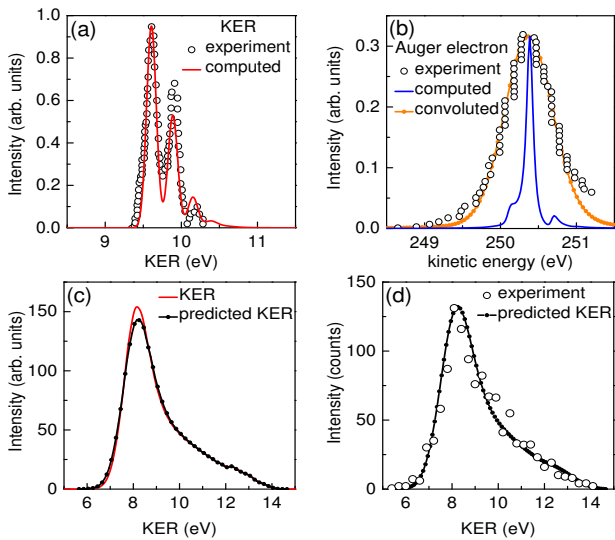 (a)
KER
experiment
computed
Intensity (arb. units)
1.0
0.8
0.6
0.4
0.2
0.0
9
10
11
KER (eV)
(b)
Auger electron
experiment
computed
convoluted
Intensity (arb. units)
0.3
0.2
0.1
0.0
249
250
251
kinetic energy (eV)
(c)
KER
predicted KER
Intensity (arb. units)
150
100
50
0
6
8
10
12
14
KER (eV)
(d)
experiment
predicted KER
Intensity (counts)
150
100
50
0
6
8
10
12
14
KER (eV)